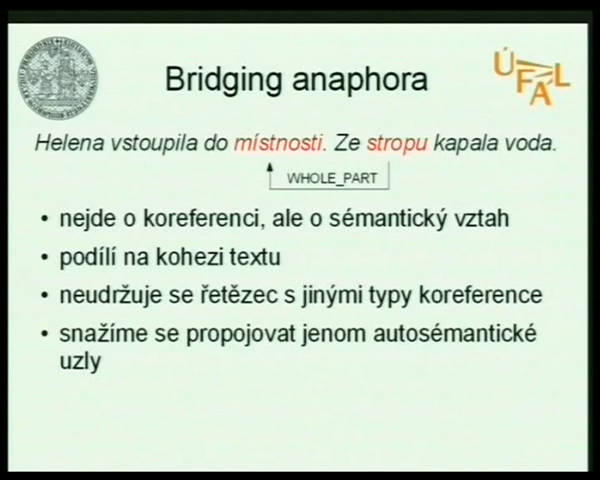 Bridging anaphora
ÚFAL
Helena vstoupila do místnosti. Ze stropu kapala voda.
WHOLE_PART
• nejde o koreferenci, ale o sémantický vztah
• podílí na kohezi textu
• neudržuje se řetězec s jinými typy koreference
• snažíme se propojovat jenom autosémantické
uzly